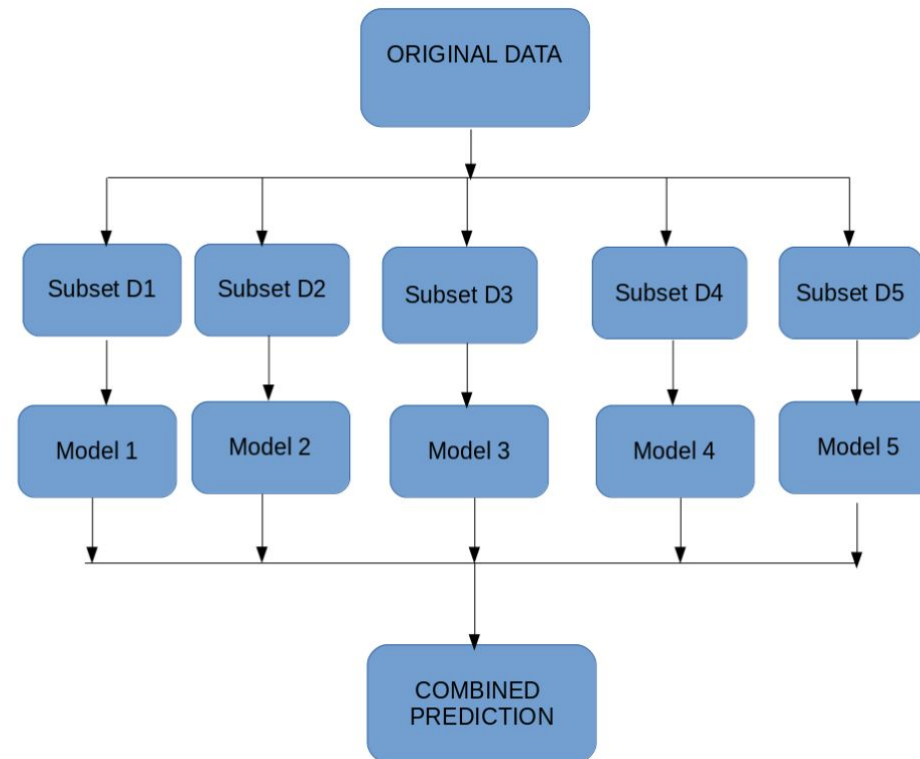 ORIGINAL DATA
Subset D1
Subset D2
Subset D3
Subset D4
Subset D5
Model 1
Model 2
Model 3
Model 4
Model 5
COMBINED
PREDICTION